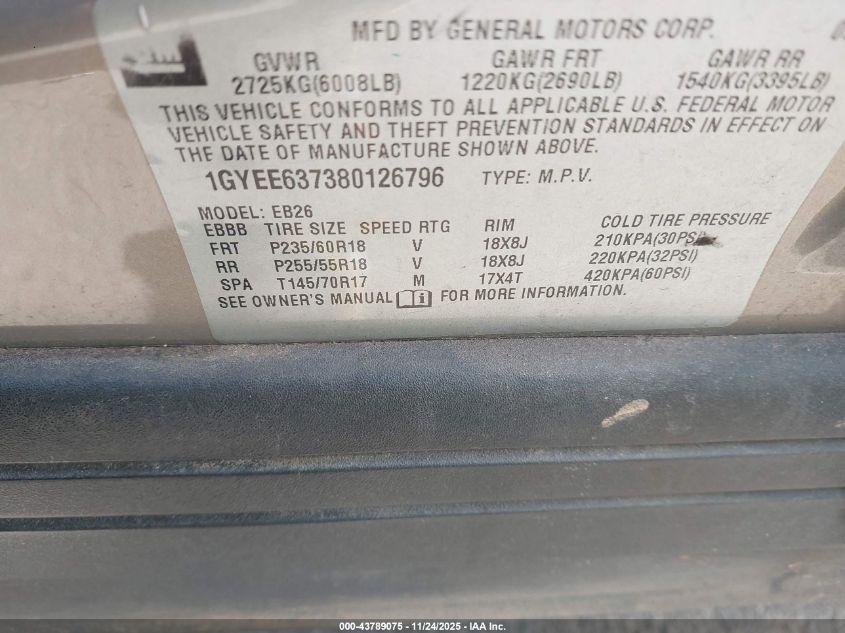 MFD BY GENERAL MOTORS CORP.
GVWR GAWR FRT GAWR RR
2725KG(6008LB) 1220KG(2690LB) 1540KG(3395LB)
THIS VEHICLE CONFORMS TO ALL APPLICABLE U.S. FEDERAL MOTOR
VEHICLE SAFETY AND THEFT PREVENTION STANDARDS IN EFFECT ON
THE DATE OF MANUFACTURE SHOWN ABOVE.
1GYEE637380126796 TYPE: M.P.V.
MODEL: EB26
EBBB TIRE SIZE SPEED RTG RIM COLD TIRE PRESSURE
FRT P235/60R18 V 18X8J 210KPA(30PSI)
RR P255/55R18 V 18X8J 220KPA(32PSI)
SPA T145/70R17 M 17X4T 420KPA(60PSI)
SEE OWNER'S MANUAL i FOR MORE INFORMATION.
000-43789075 - 11/24/2025 - IAA Inc.